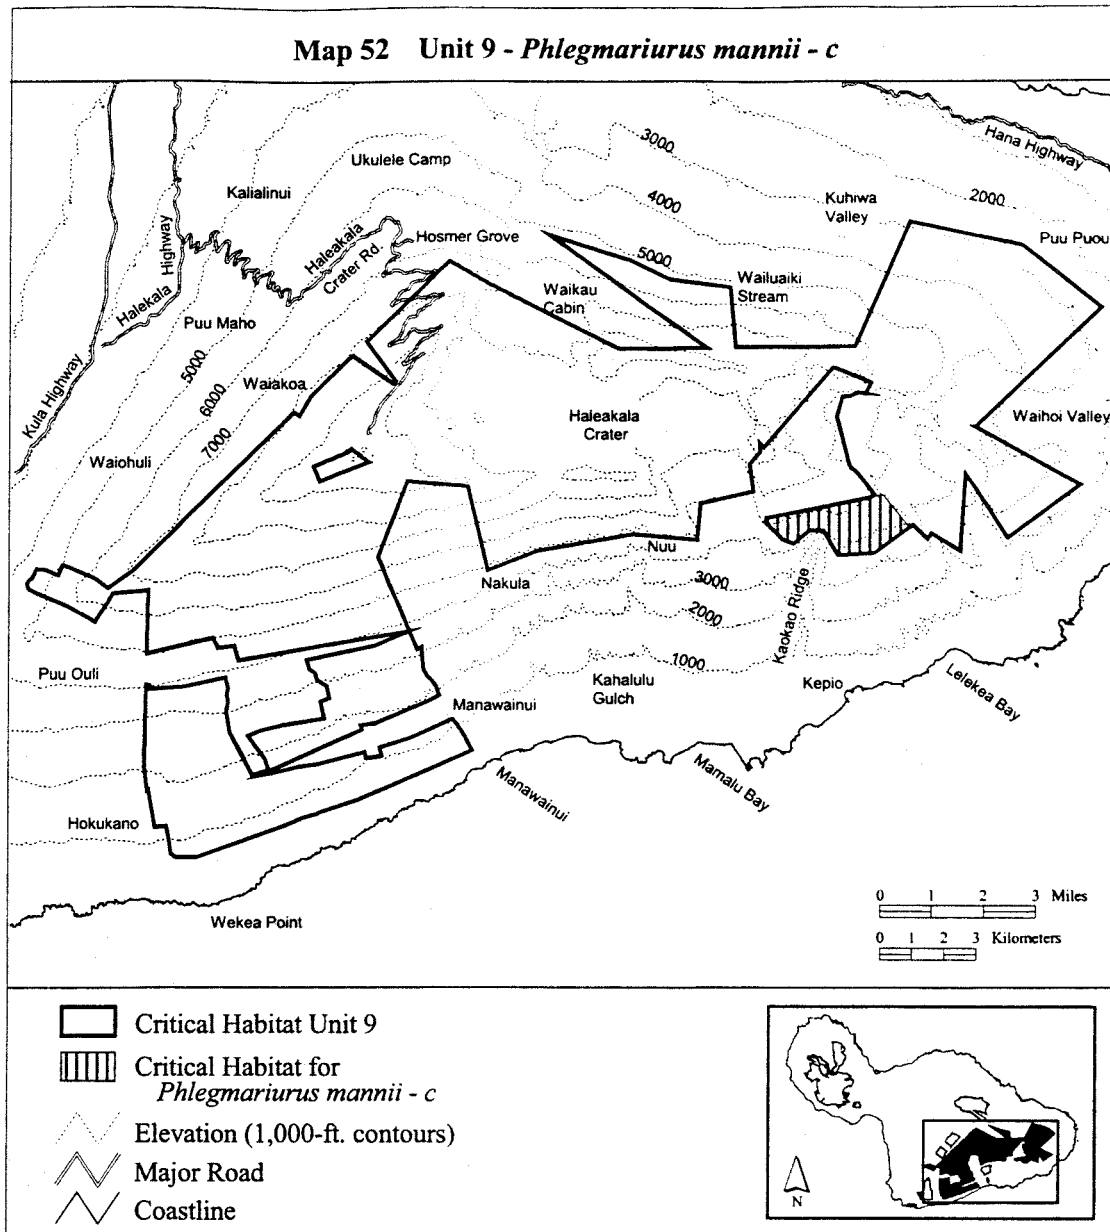 Map 52 Unit 9 - Phlegmariurus mannii - c
Hana Highway
3000
Ukulele Camp
Kalialinui
4000
Kuhiwa
Valley
2000
Puu Puou
Halekala
Highway
Haleakala
Crater Rd.
Hosmer Grove
5000
Waikau
Cabin
Wailuaiki
Stream
Puu Maho
Kula Highway
5000
6000
7000
Waiakoa
Waiohuli
Haleakala
Crater
Waihoi Valley
Nuu
Nakula
3000
2000
1000
Kaokao Ridge
Puu Ouli
Kahalulu
Gulch
Kepio
Lelekea Bay
Manawainui
Mamalu Bay
Manawainui
Hokukano
Wekea Point
0 1 2 3 Miles
0 1 2 3 Kilometers
Critical Habitat Unit 9
Critical Habitat for
Phlegmariurus mannii - c
Elevation (1,000-ft. contours)
Major Road
Coastline
N